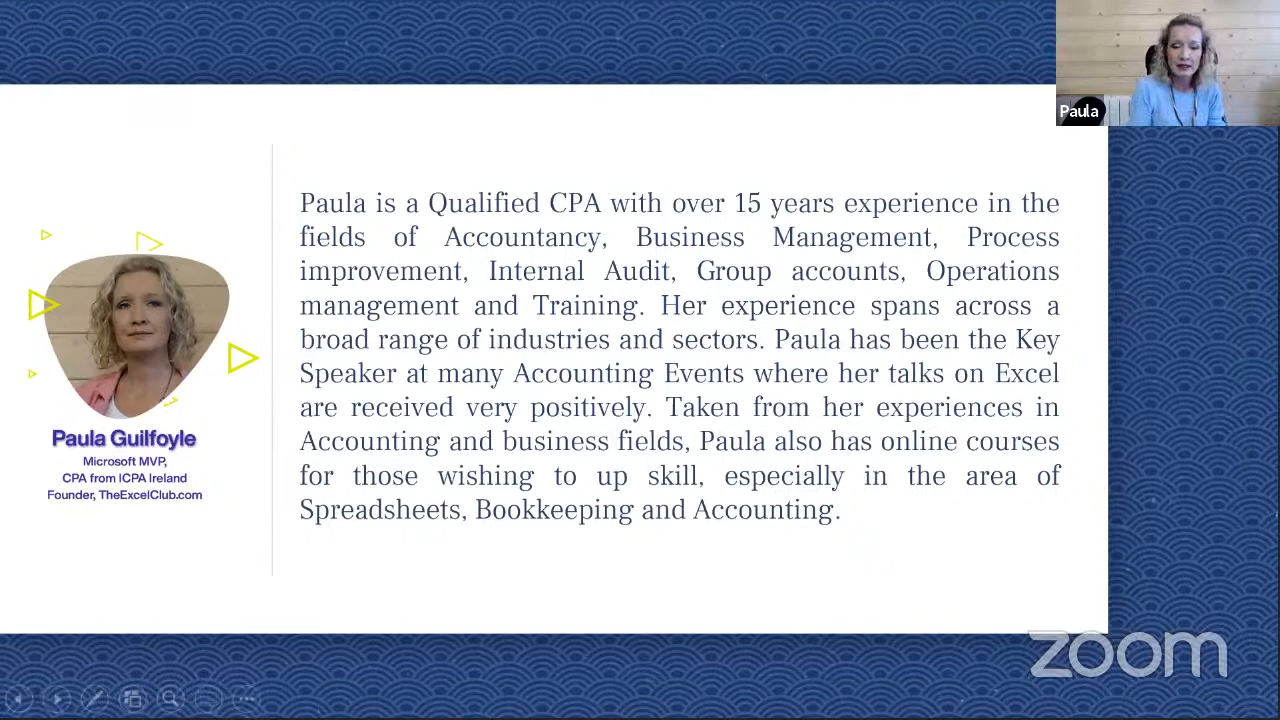 Paula
Paula is a Qualified CPA with over 15 years experience in the
fields of Accountancy, Business Management, Process
improvement, Internal Audit, Group accounts, Operations
management and Training. Her experience spans across a
broad range of industries and sectors. Paula has been the Key
Speaker at many Accounting Events where her talks on Excel
are received very positively. Taken from her experiences in
Accounting and business fields, Paula also has online courses
for those wishing to up skill, especially in the area of
Spreadsheets, Bookkeeping and Accounting.
Paula Guilfoyle
Microsoft MVP,
CPA from ICPA Ireland
Founder, TheExcelClub.com
zoom